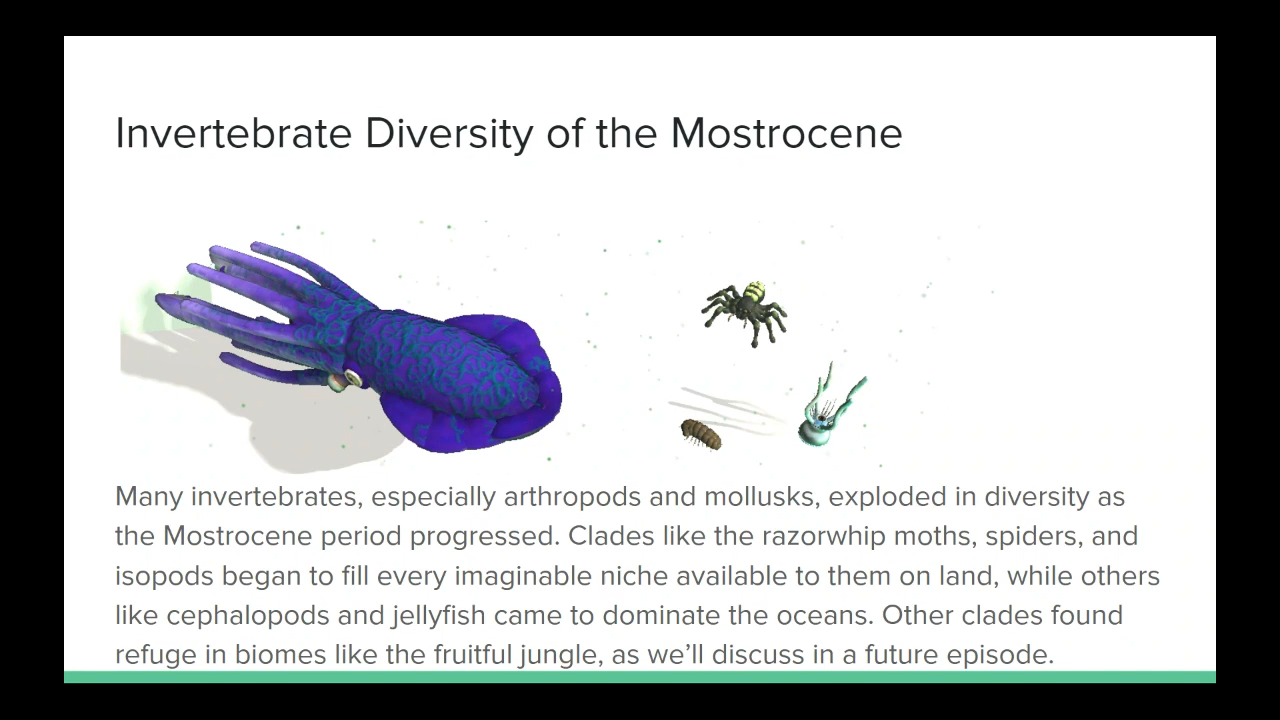 Invertebrate Diversity of the Mostrocene
Many invertebrates, especially arthropods and mollusks, exploded in diversity as
the Mostrocene period progressed. Clades like the razorwhip moths, spiders, and
isopods began to fill every imaginable niche available to them on land, while others
like cephalopods and jellyfish came to dominate the oceans. Other clades found
refuge in biomes like the fruitful jungle, as we’ll discuss in a future episode.